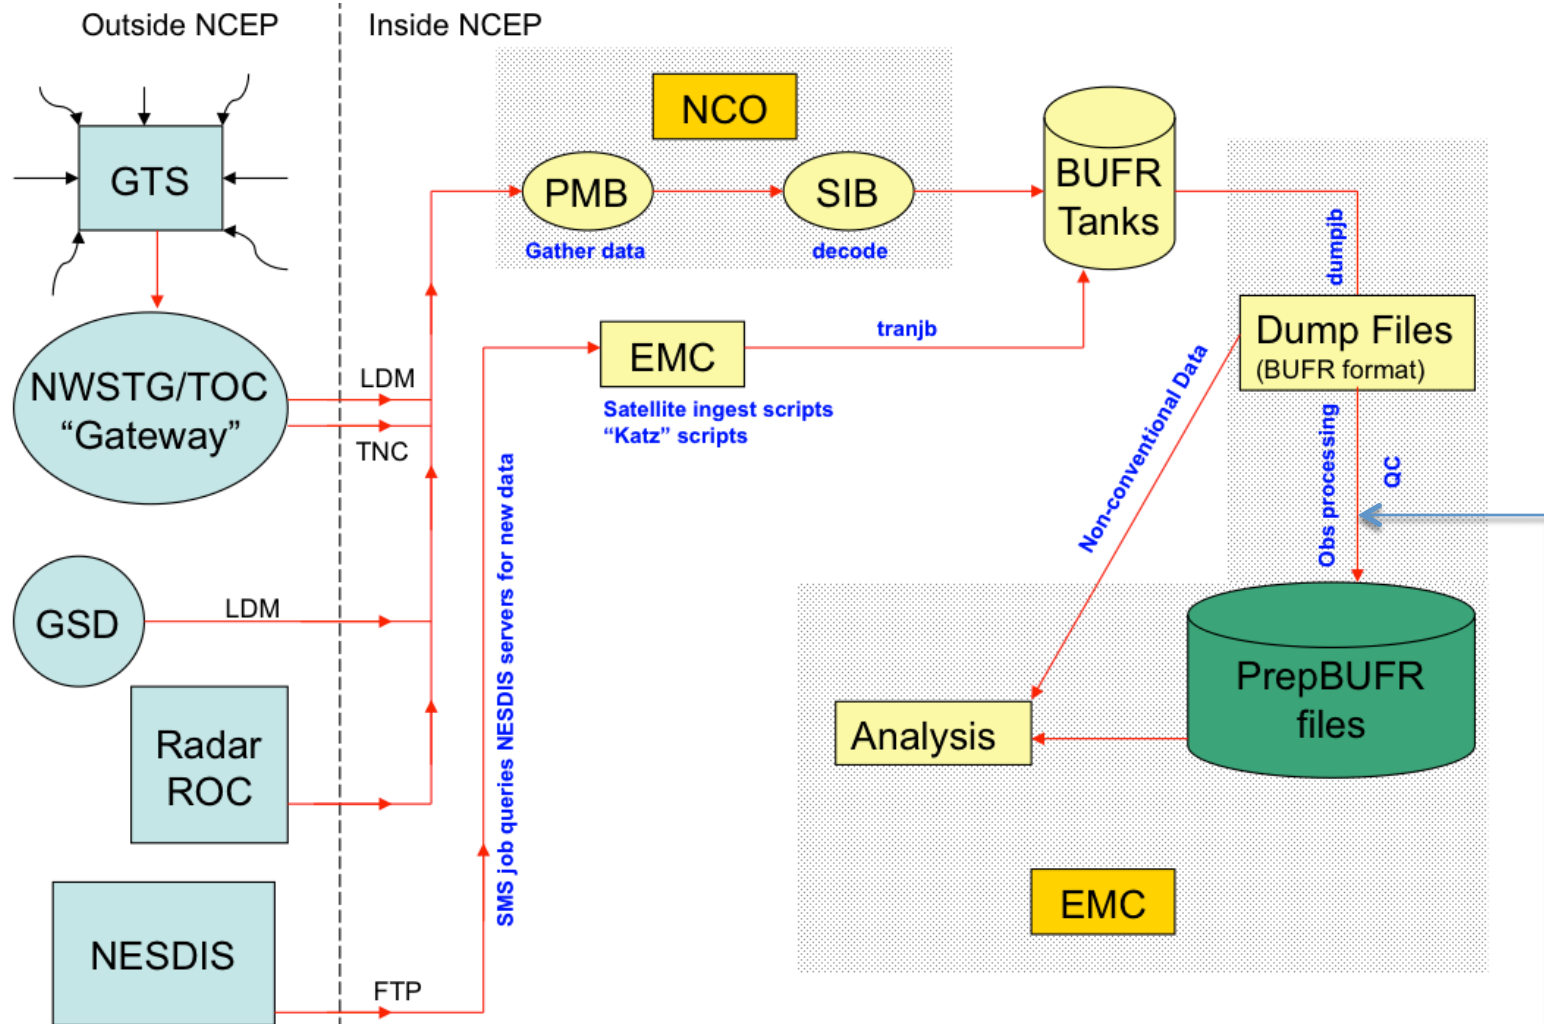 Outside NCEP
Inside NCEP
GTS
NCO
PMB
SIB
Gather data
decode
BUFR
Tanks
dumpjb
NWSTG/TOC
“Gateway”
LDM
TNC
EMC
tranjb
Satellite ingest scripts
“Katz” scripts
Dump Files
(BUFR format)
Non-conventional Data
Obs processing
QC
SMS job queries NESDIS servers for new data
GSD
LDM
Radar
ROC
PrepBUFR
files
Analysis
EMC
NESDIS
FTP